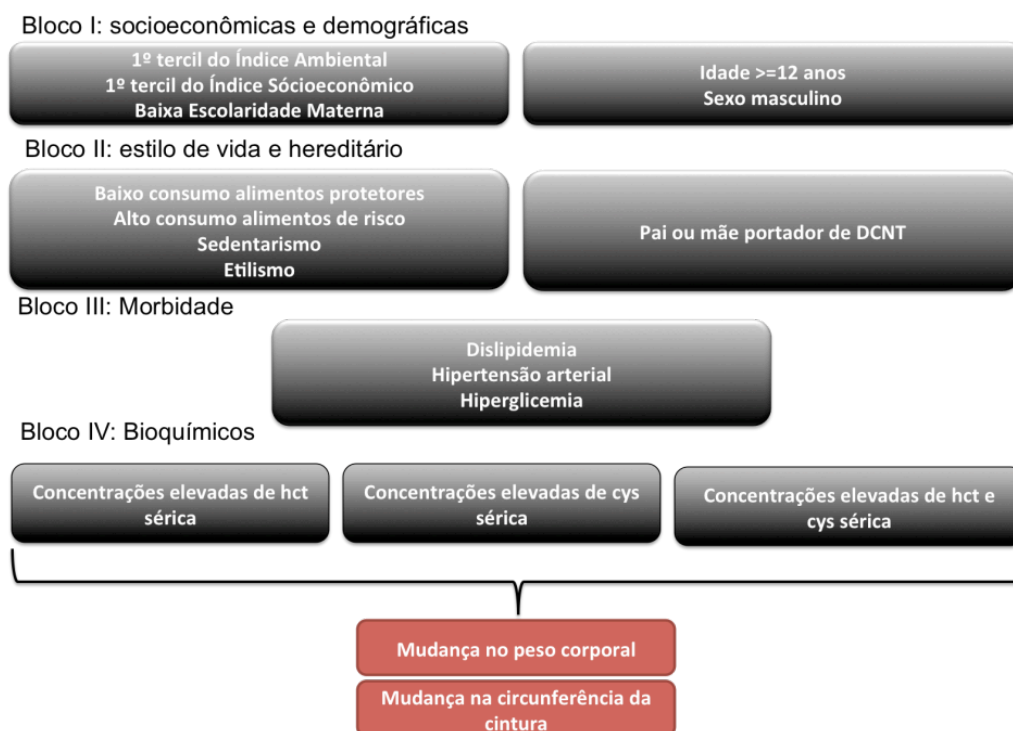 Bloco I: socioeconômicas e demográficas
1º tercil do Índice Ambiental
1º tercil do Índice Sócioeconômico
Baixa Escolaridade Materna
Idade >=12 anos
Sexo masculino
Bloco II: estilo de vida e hereditário
Baixo consumo alimentos protetores
Alto consumo alimentos de risco
Sedentarismo
Etilismo
Pai ou mãe portador de DCNT
Bloco III: Morbidade
Dislipidemia
Hipertensão arterial
Hiperglicemia
Bloco IV: Bioquímicos
Concentrações elevadas de hct
sérica
Concentrações elevadas de cys
sérica
Concentrações elevadas de hct e
cys sérica
Mudança no peso corporal
Mudança na circunferência da
cintura